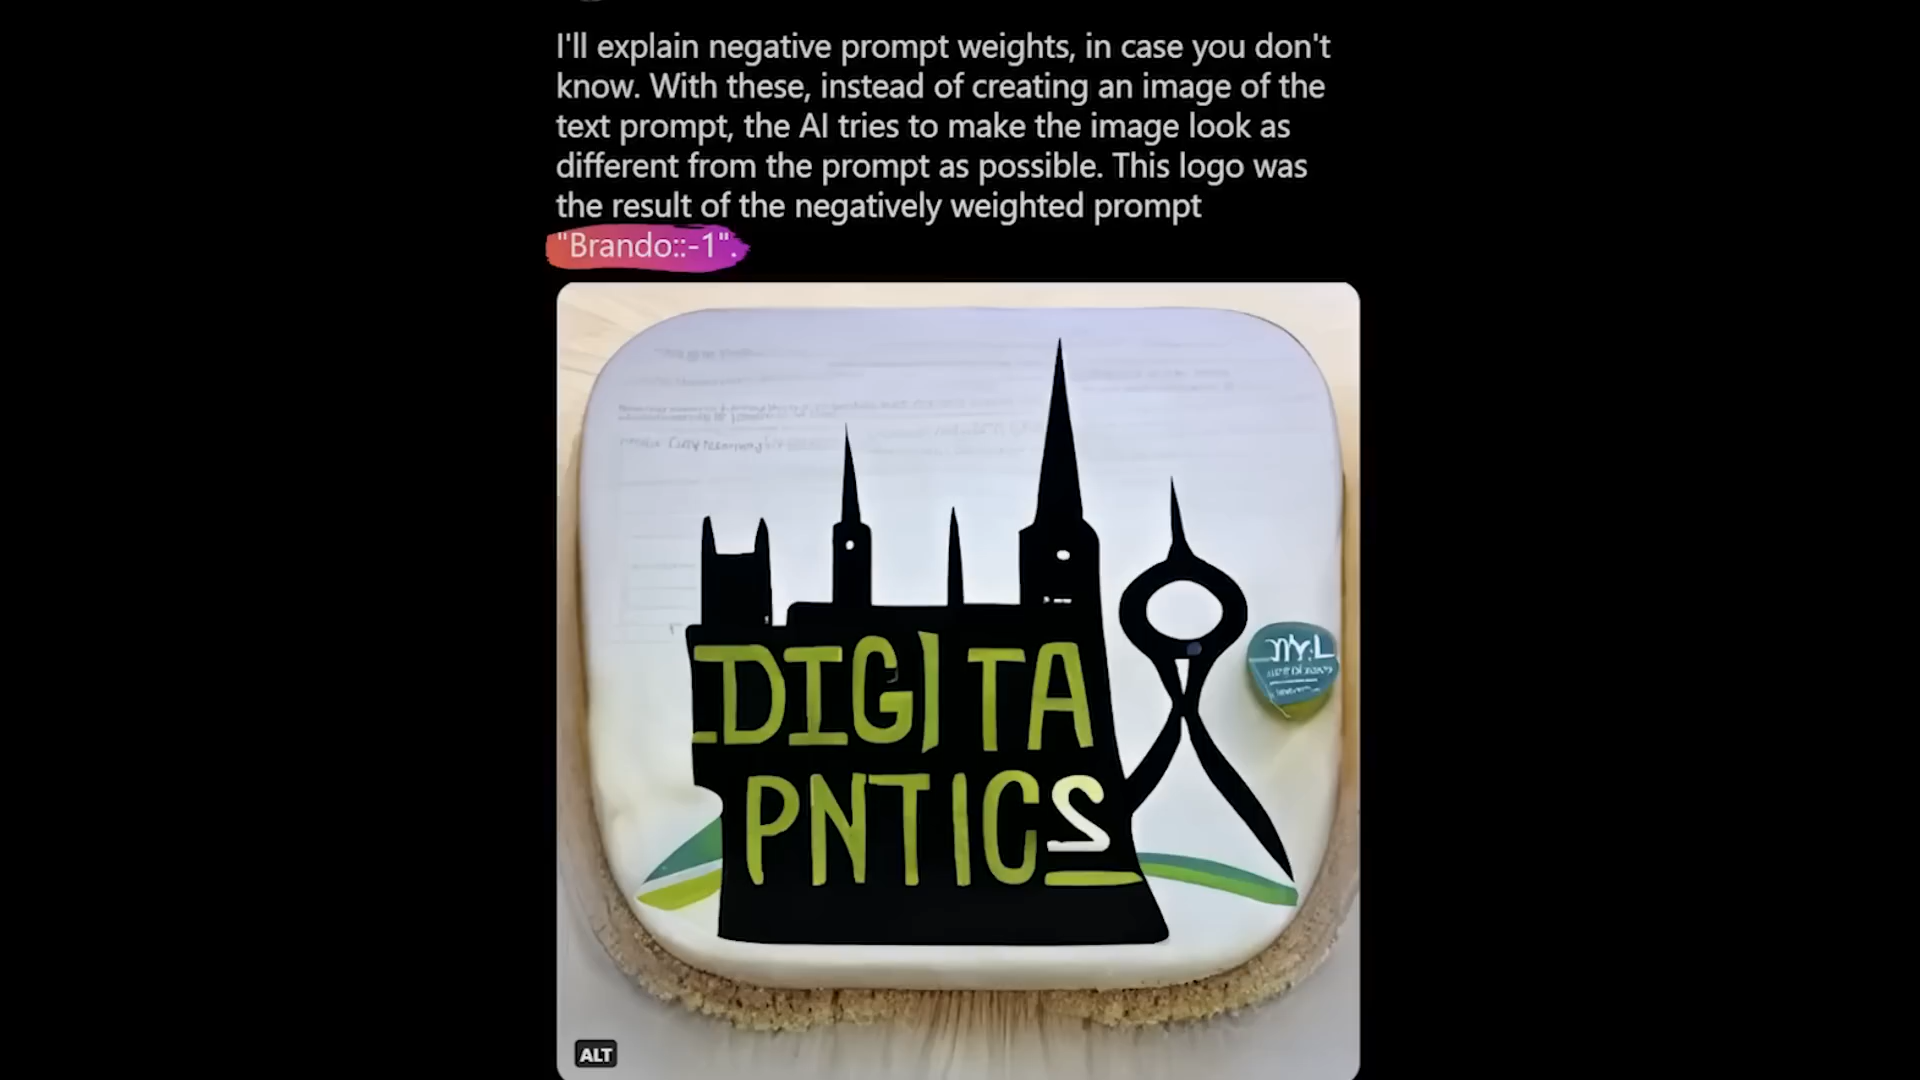 I'll explain negative prompt weights, in case you don't
know. With these, instead of creating an image of the
text prompt, the AI tries to make the image look as
different from the prompt as possible. This logo was
the result of the negatively weighted prompt
"Brando::-1".
DIGITA
PNTICS
ALT